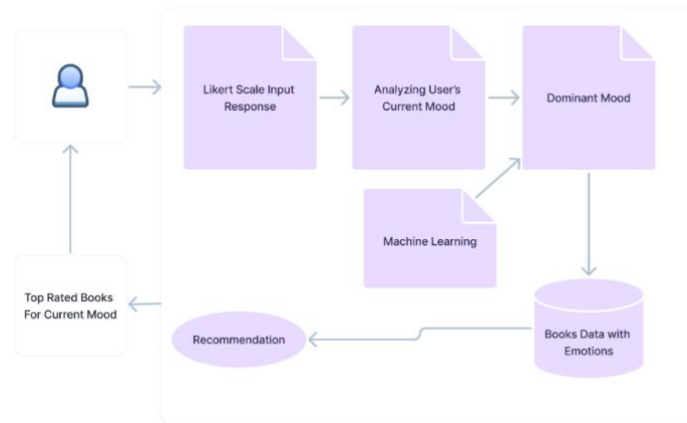 Likert Scale Input
Response
Analyzing User's
Current Mood
Dominant Mood
Machine Learning
Top Rated Books
For Current Mood
Recommendation
Books Data with
Emotions